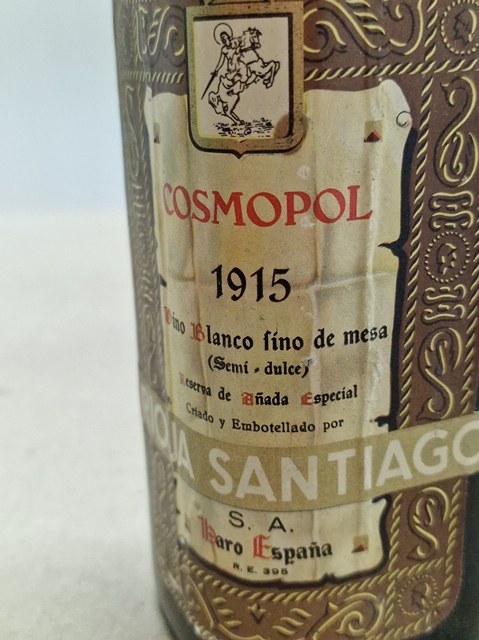 COSMOPOL
1915
Vino Blanco fino de mesa
(Semi-dulce)
Reserva de Añada Especial
Criado y Embotellado por
RIOJA SANTIAGO
S. A.
Haro España
R. E. 395